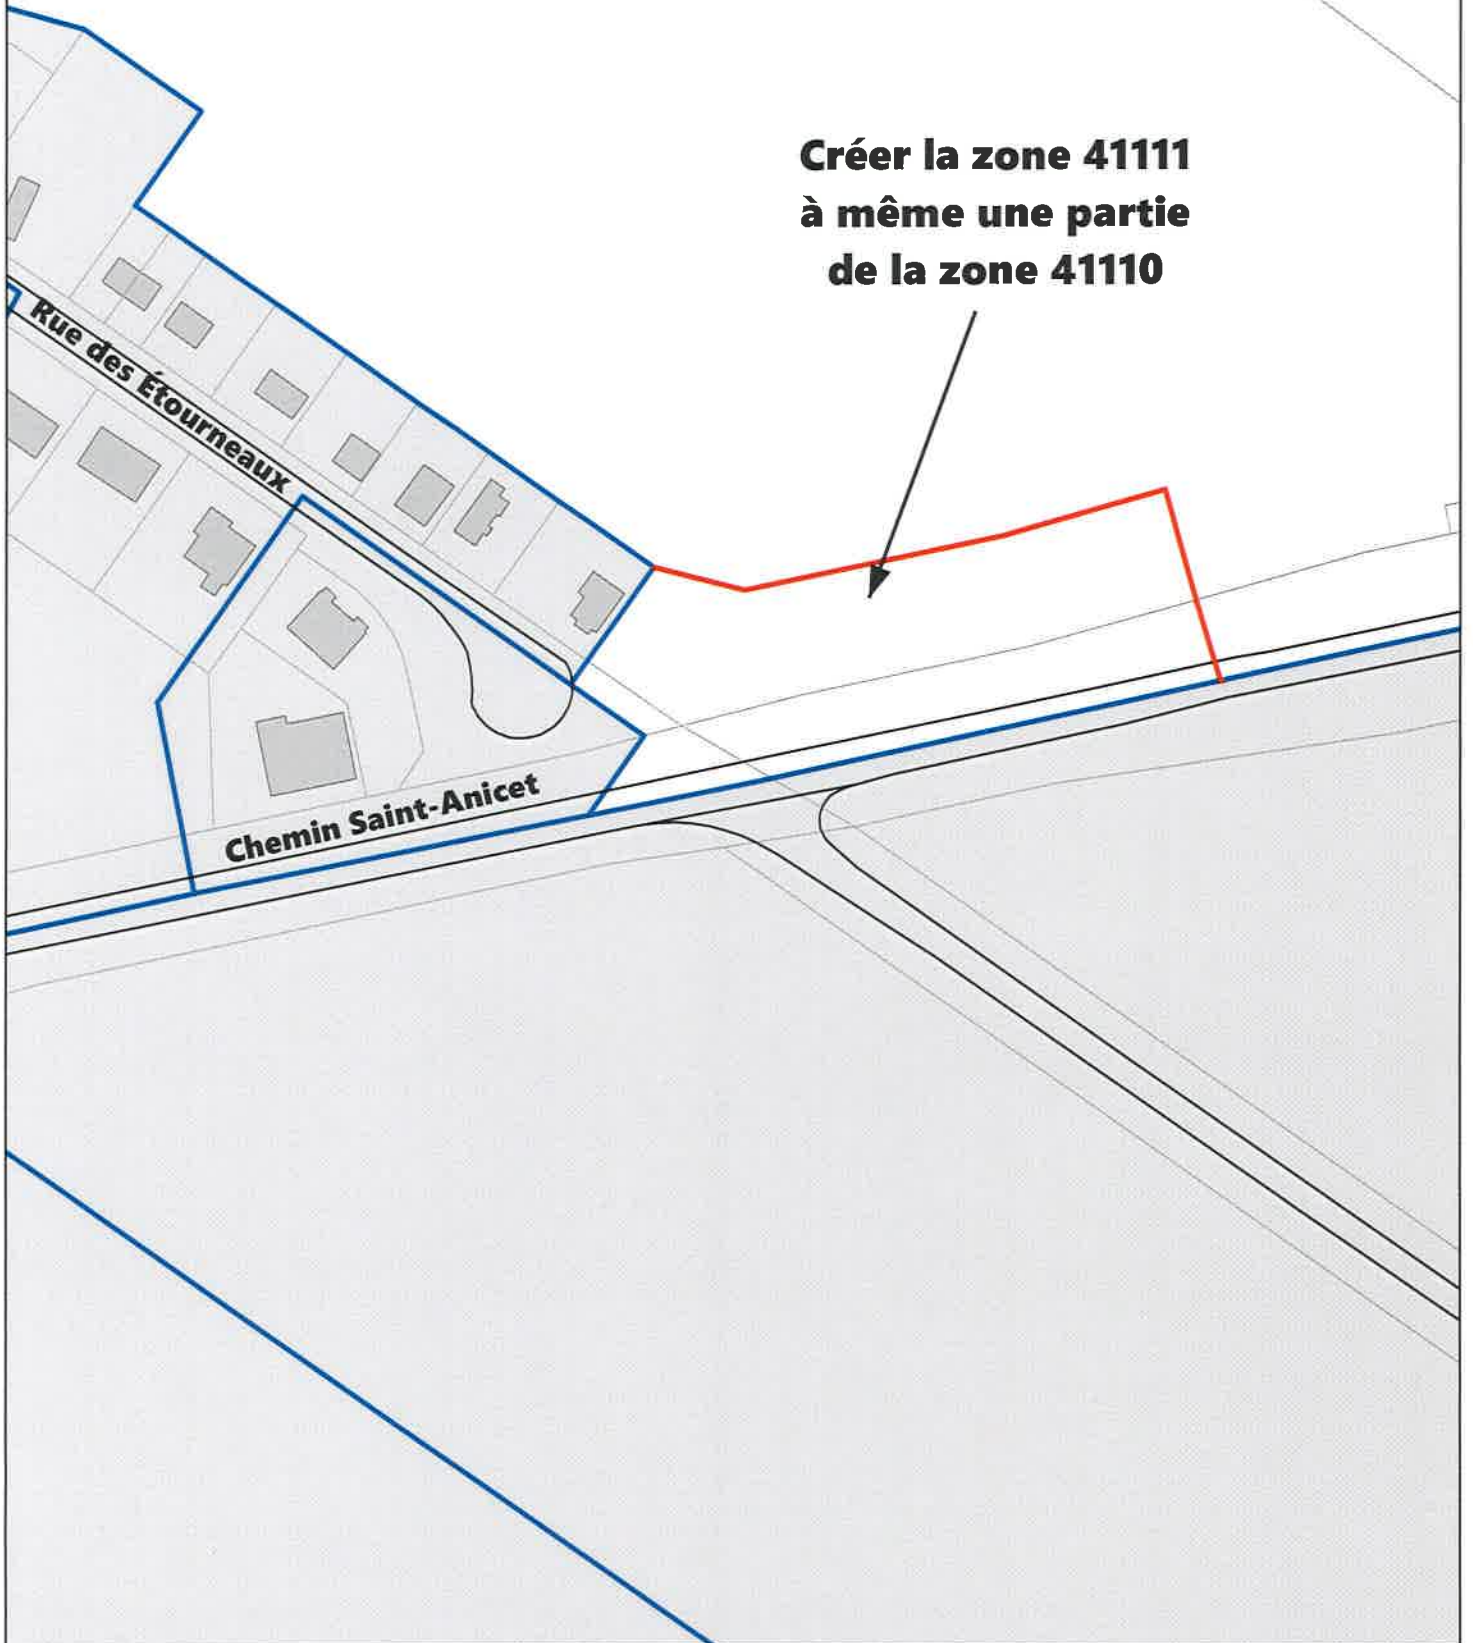 Créer la zone 41111
à même une partie
de la zone 41110
Rue des Étourneaux
Chemin Saint-Anicet